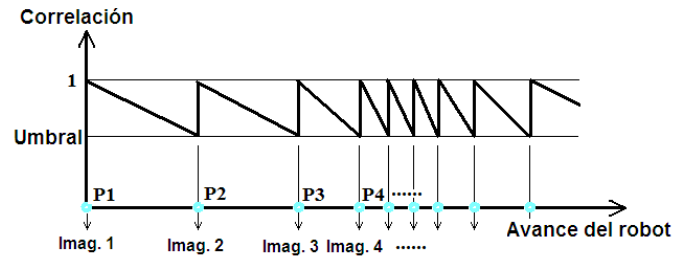 Correlación
1
Umbral
P1 P2 P3 P4 ......
Avance del robot
Imag. 1 Imag. 2 Imag. 3 Imag. 4 ......